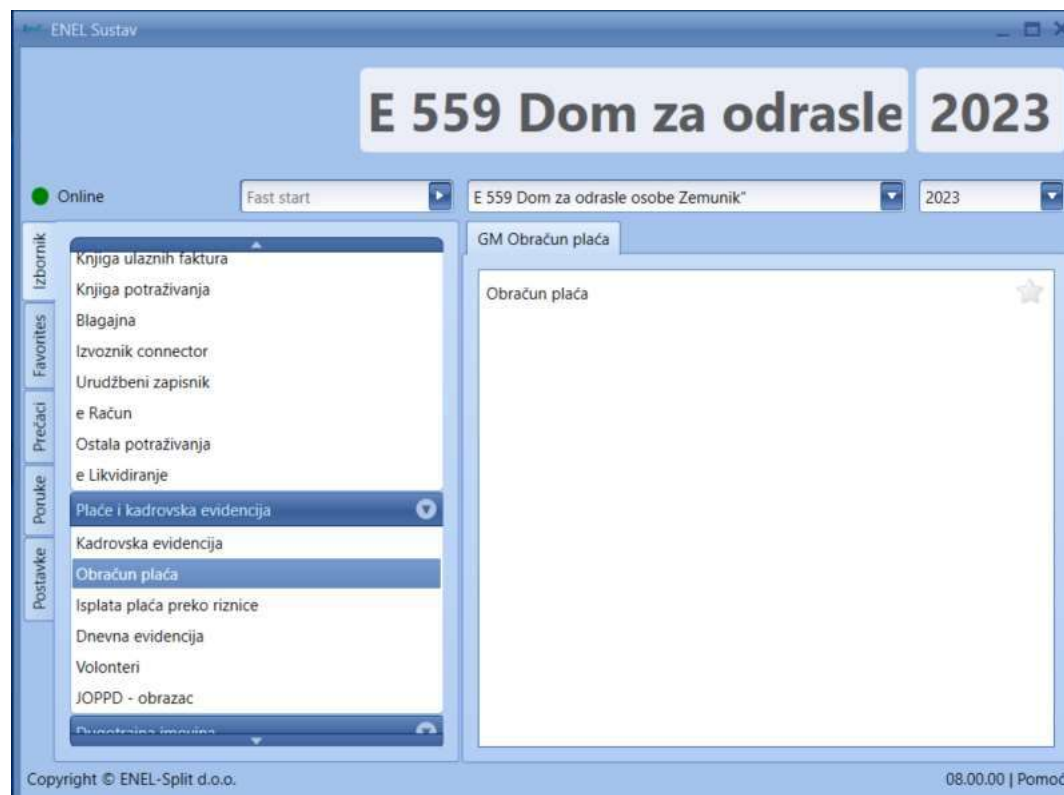 ENEL Sustav
E 559 Dom za odrasle 2023
Online Fast start E 559 Dom za odrasle osobe Zemunik" 2023
Izbornik
Favorites
Prečaci
Poruke
Postavke
Knjiga ulaznih faktura
Knjiga potraživanja
Blagajna
Izvoznik connector
Urudžbeni zapisnik
e Račun
Ostala potraživanja
e Likvidiranje
Plaće i kadrovska evidencija
Kadrovska evidencija
Obračun plaća
Isplata plaća preko riznice
Dnevna evidencija
Volonteri
JOPPD - obrazac
Dugotrajna imovina
GM Obračun plaća
Obračun plaća
Copyright © ENEL-Split d.o.o. 08.00.00 | Pomoć